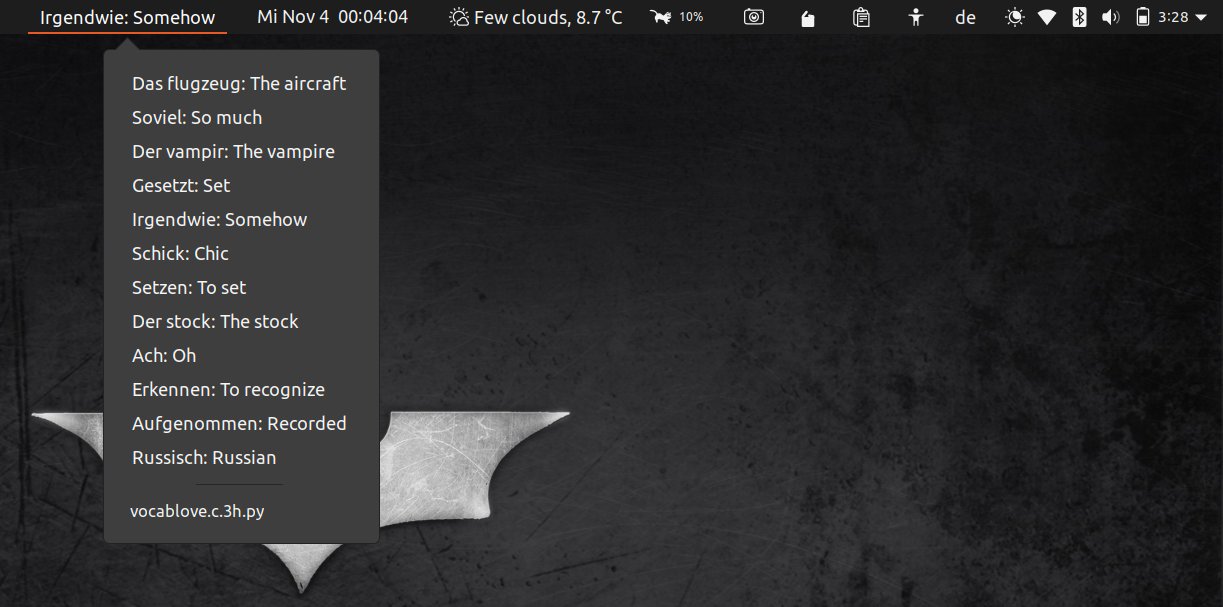 Irgendwie: Somehow
Mi Nov 4 00:04:04
Few clouds, 8.7 °C
10%
de
3:28
Das flugzeug: The aircraft
Soviel: So much
Der vampir: The vampire
Gesetzt: Set
Irgendwie: Somehow
Schick: Chic
Setzen: To set
Der stock: The stock
Ach: Oh
Erkennen: To recognize
Aufgenommen: Recorded
Russisch: Russian
vocablove.c.3h.py